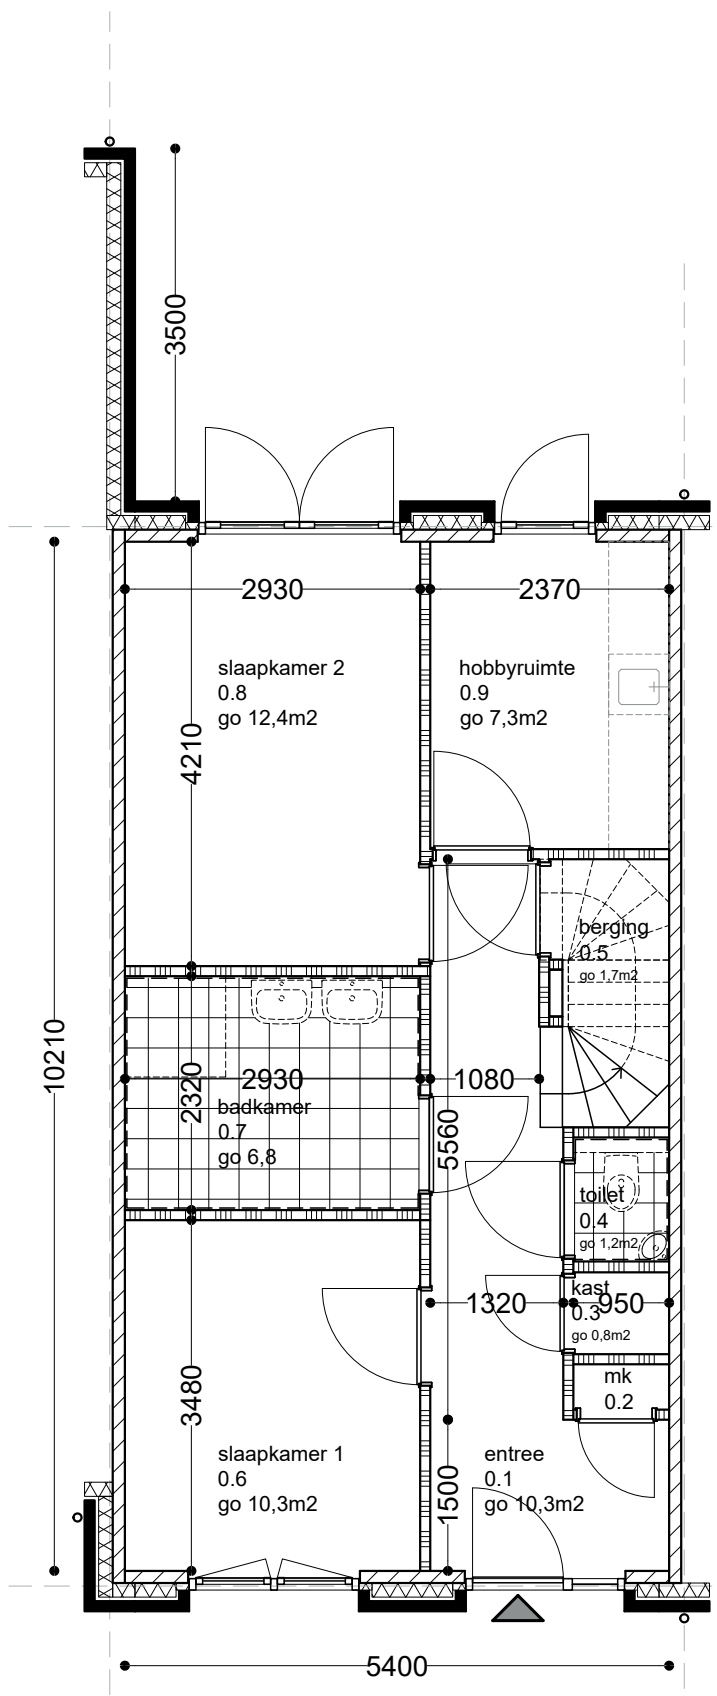 3500
2930
2370
slaapkamer 2
0.8
go 12,4m2
hobbyruimte
0.9
go 7,3m2
4210
berging
0.5
go 1,7m2
10210
2320
2930
1080
badkamer
0.7
go 6,8
5560
toilet
0.4
go 1,2m2
kast
0.3
go 0,8m2
1320
950
mk
0.2
3480
slaapkamer 1
0.6
go 10,3m2
entree
0.1
go 10,3m2
1500
5400